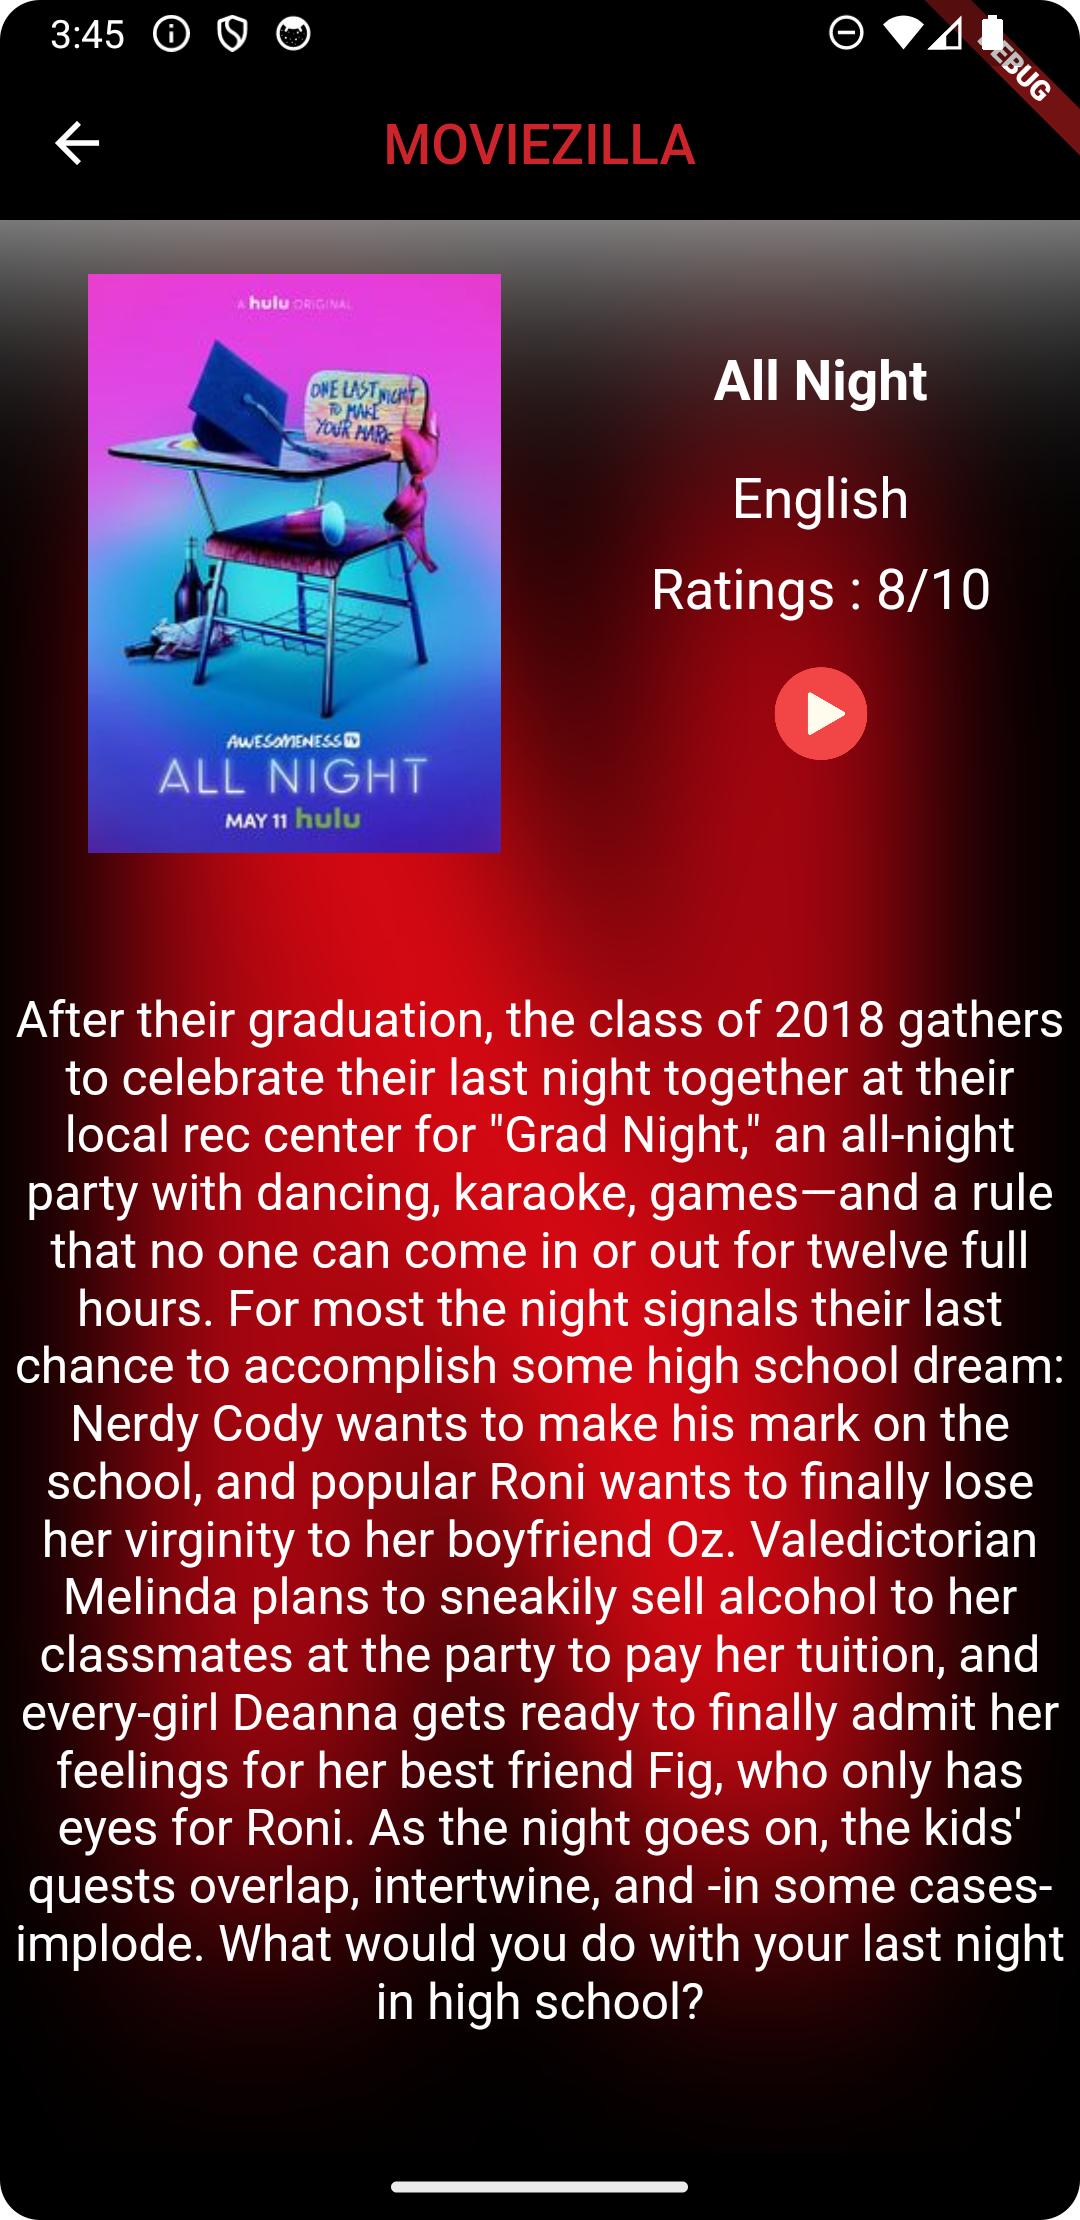 3:45
DEBUG
MOVIEZILLA
A hulu ORIGINAL
ONE LAST NIGHT
TO MAKE
YOUR MARK
AWESOMENESS TV
ALL NIGHT
MAY 11 hulu
All Night
English
Ratings : 8/10
After their graduation, the class of 2018 gathers
to celebrate their last night together at their
local rec center for "Grad Night," an all-night
party with dancing, karaoke, games—and a rule
that no one can come in or out for twelve full
hours. For most the night signals their last
chance to accomplish some high school dream:
Nerdy Cody wants to make his mark on the
school, and popular Roni wants to finally lose
her virginity to her boyfriend Oz. Valedictorian
Melinda plans to sneakily sell alcohol to her
classmates at the party to pay her tuition, and
every-girl Deanna gets ready to finally admit her
feelings for her best friend Fig, who only has
eyes for Roni. As the night goes on, the kids'
quests overlap, intertwine, and -in some cases-
implode. What would you do with your last night
in high school?